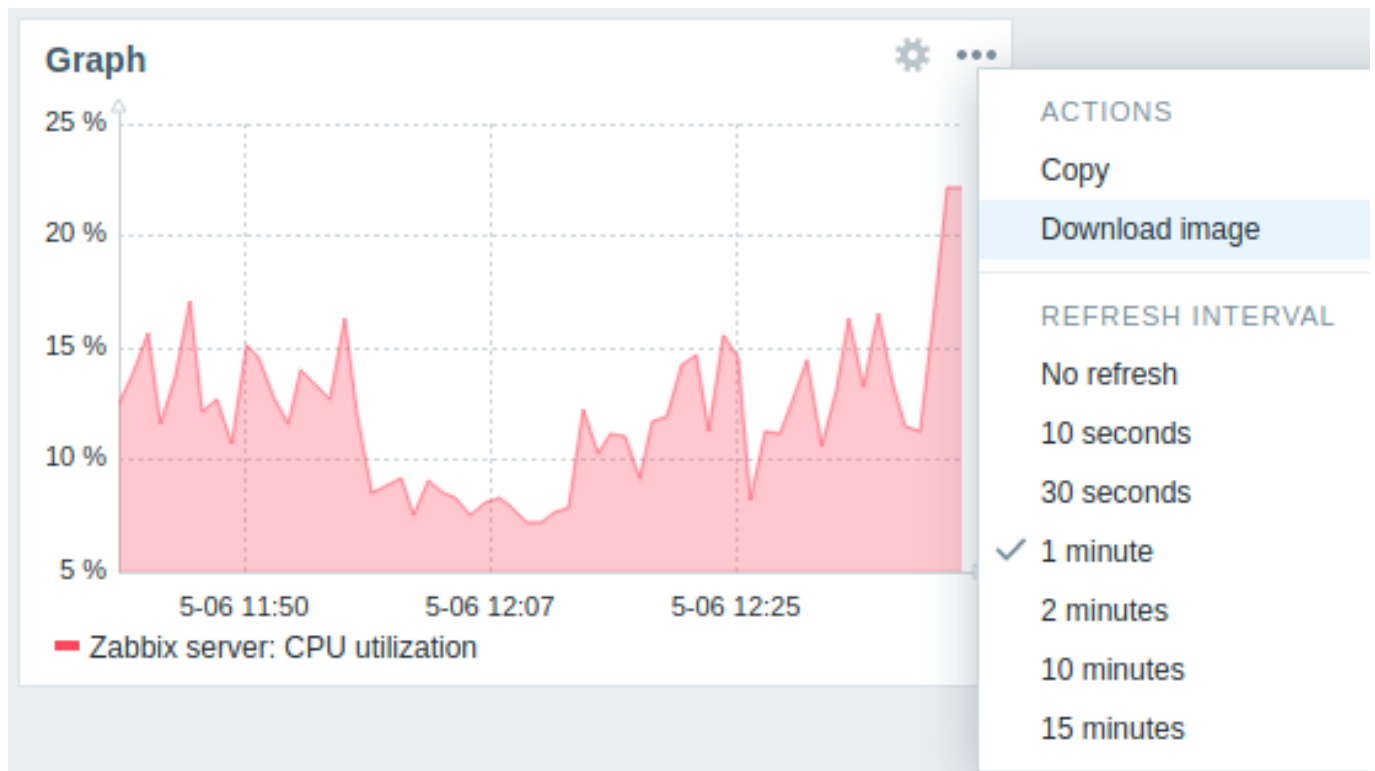 Graph
25 %
20 %
15 %
10 %
5 %
5-06 11:50
5-06 12:07
5-06 12:25
Zabbix server: CPU utilization
ACTIONS
Copy
Download image
REFRESH INTERVAL
No refresh
10 seconds
30 seconds
1 minute
2 minutes
10 minutes
15 minutes